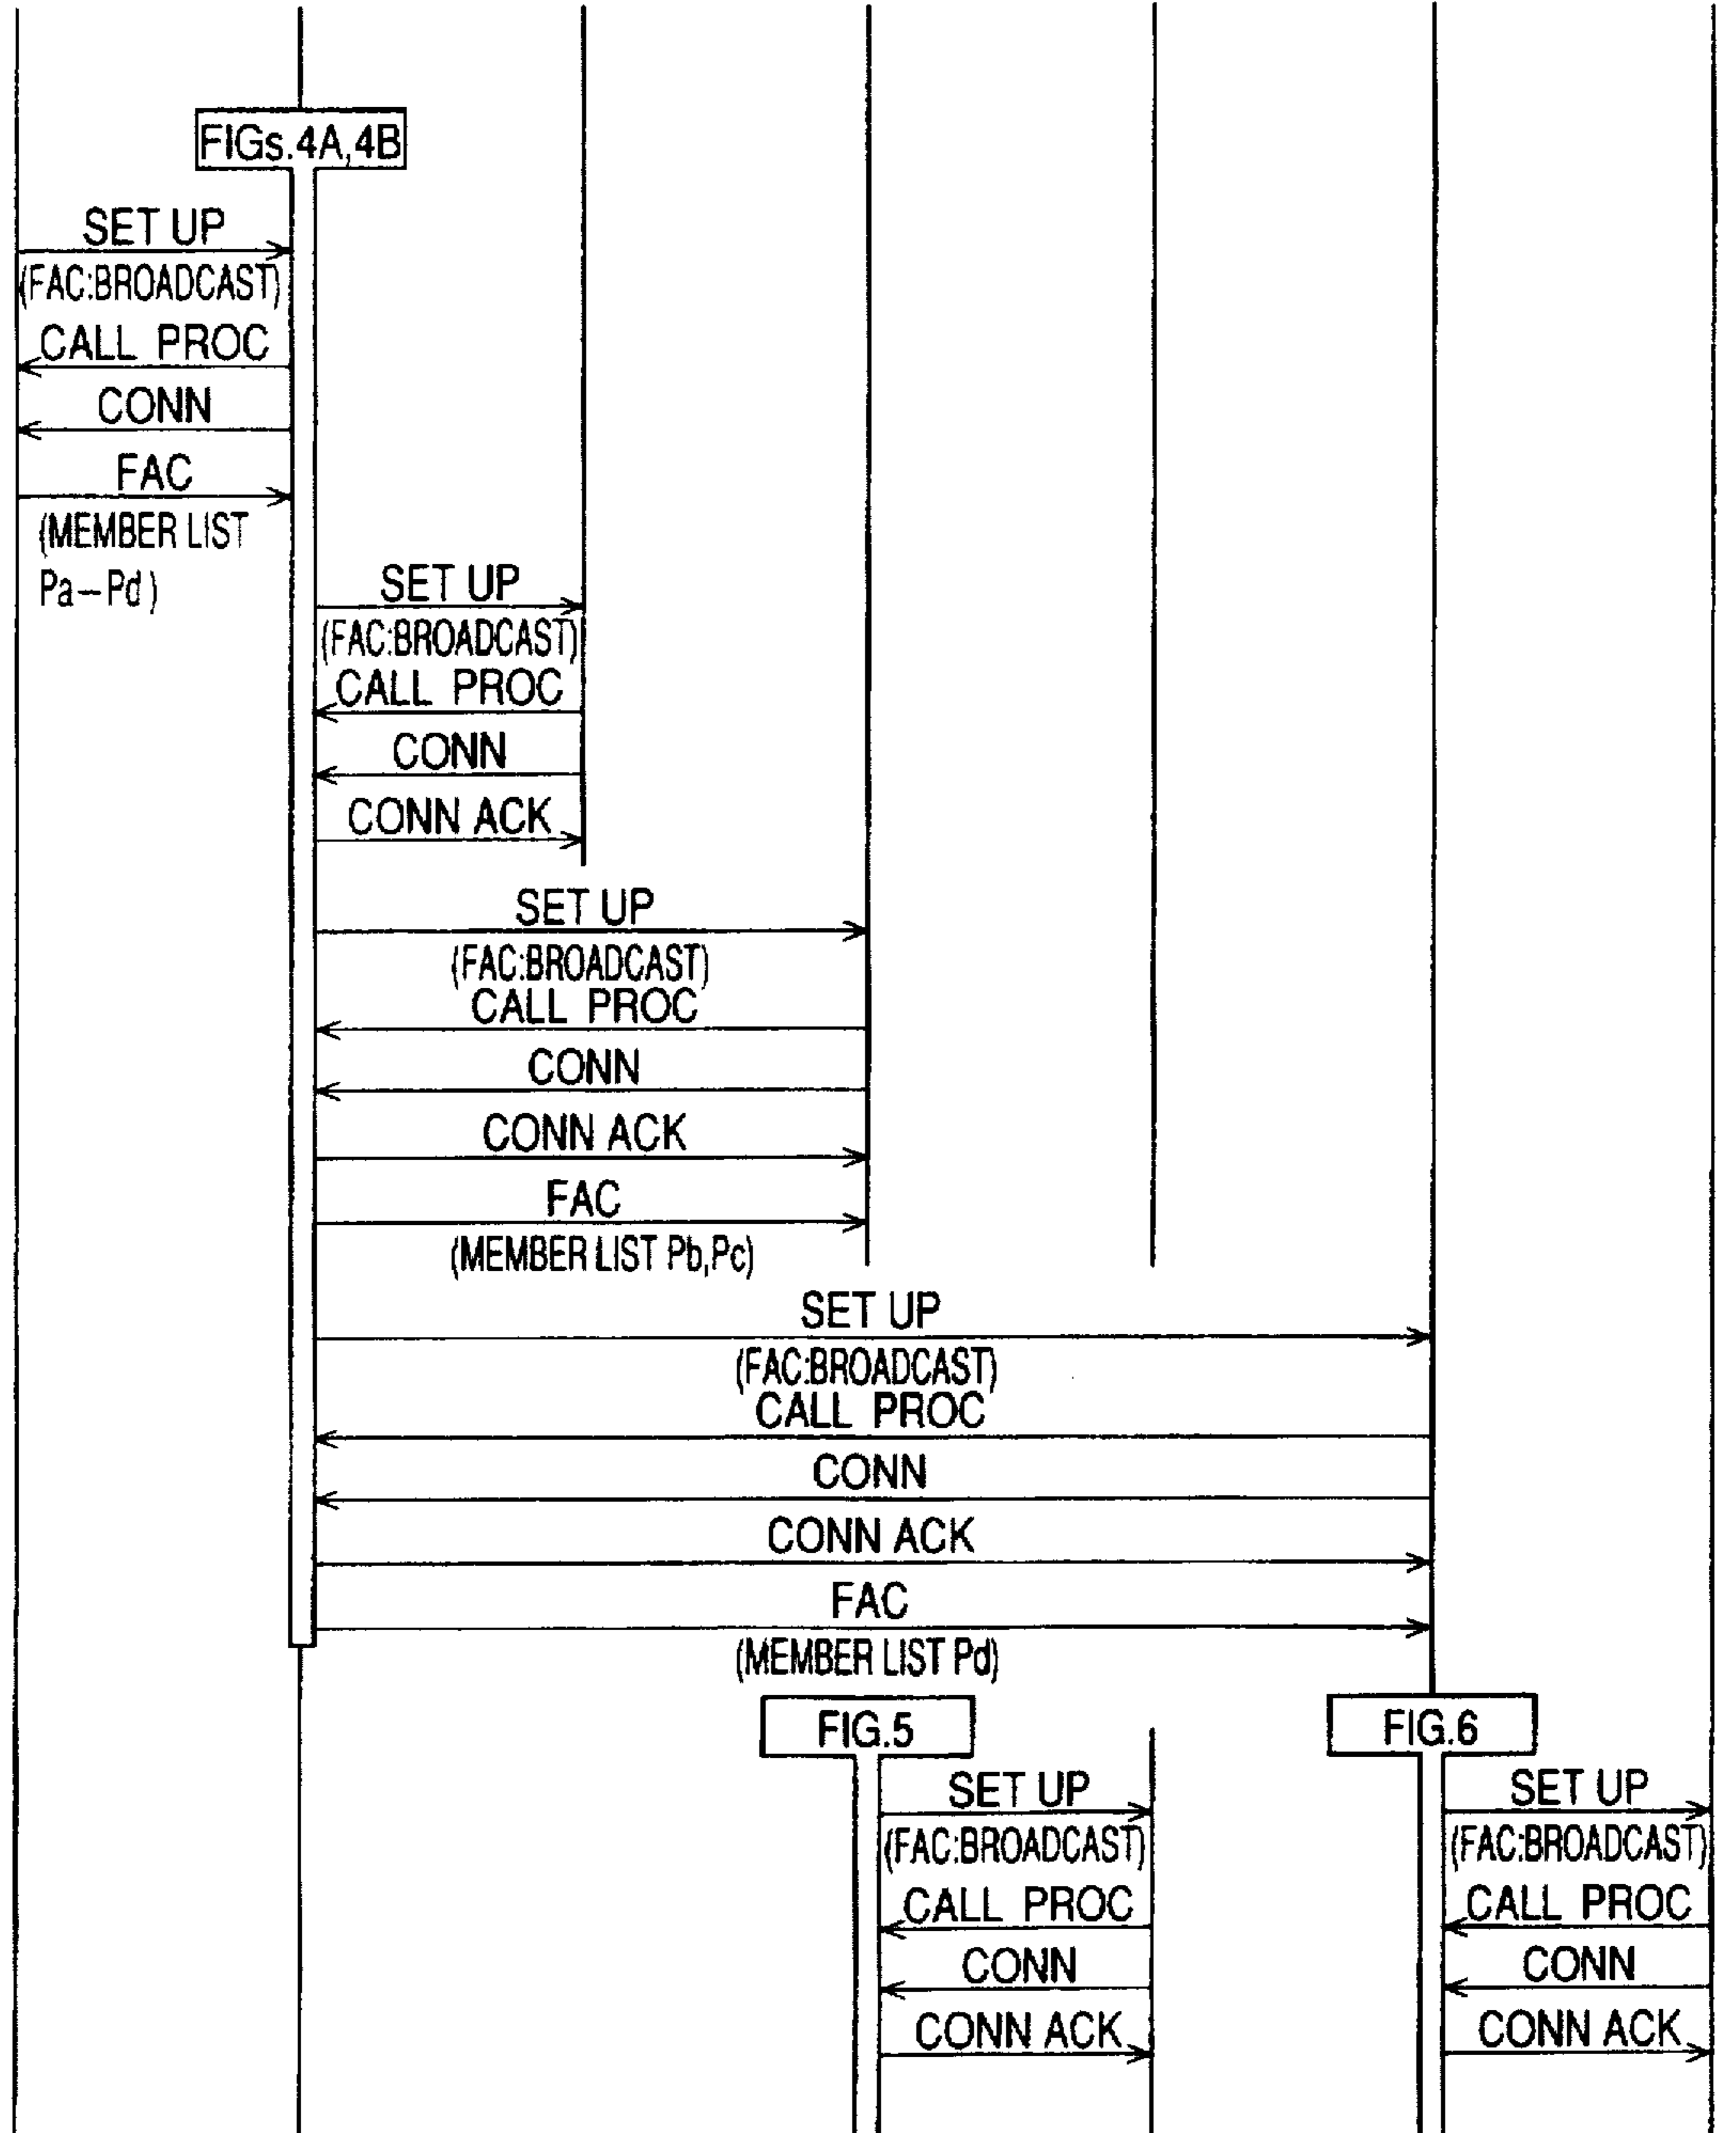 FIGs.4A,4B
SET UP
(FAC:BROADCAST)
CALL PROC
CONN
FAC
(MEMBER LIST
Pa–Pd)
SET UP
(FAC:BROADCAST)
CALL PROC
CONN
CONN ACK
SET UP
(FAC:BROADCAST)
CALL PROC
CONN
CONN ACK
FAC
(MEMBER LIST Pb,Pc)
SET UP
(FAC:BROADCAST)
CALL PROC
CONN
CONN ACK
FAC
(MEMBER LIST Pd)
FIG.5
SET UP
(FAC:BROADCAST)
CALL PROC
CONN
CONN ACK
FIG.6
SET UP
(FAC:BROADCAST)
CALL PROC
CONN
CONN ACK